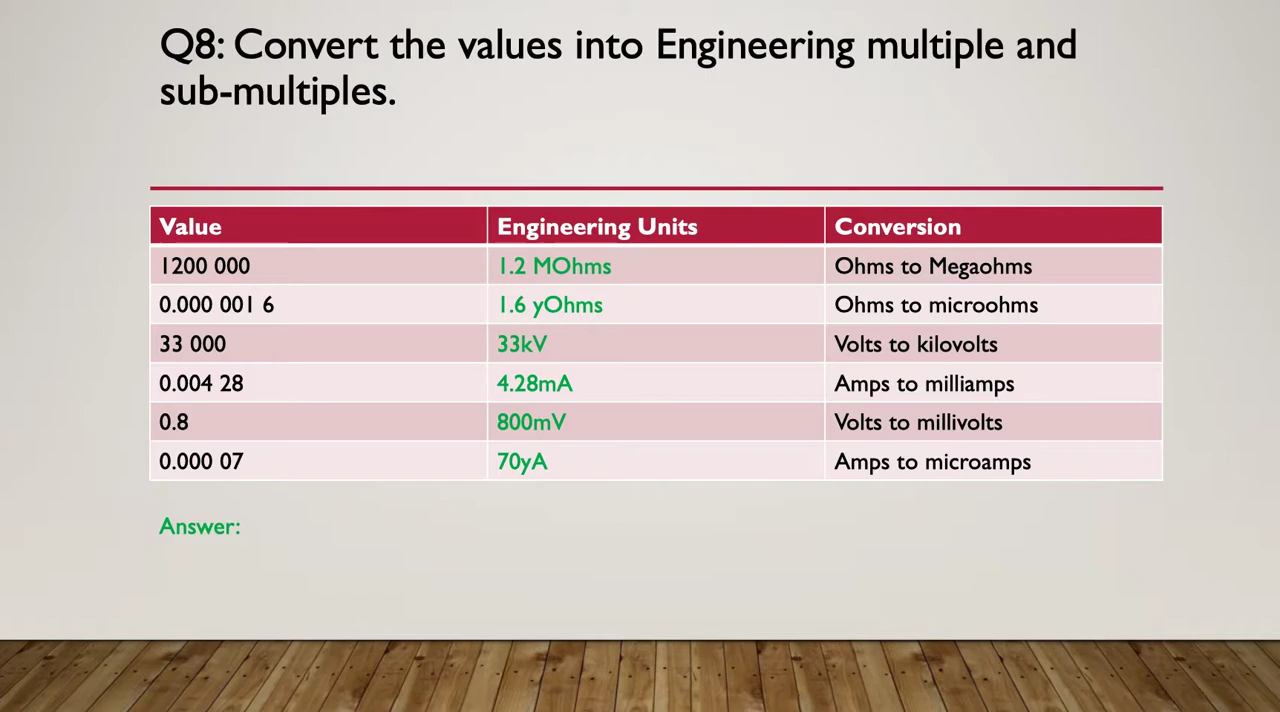 Q8: Convert the values into Engineering multiple and
sub-multiples.
Value Engineering Units Conversion
1200 000 1.2 MOhms Ohms to Megaohms
0.000 001 6 1.6 yOhms Ohms to microohms
33 000 33kV Volts to kilovolts
0.004 28 4.28mA Amps to milliamps
0.8 800mV Volts to millivolts
0.000 07 70yA Amps to microamps
Answer: